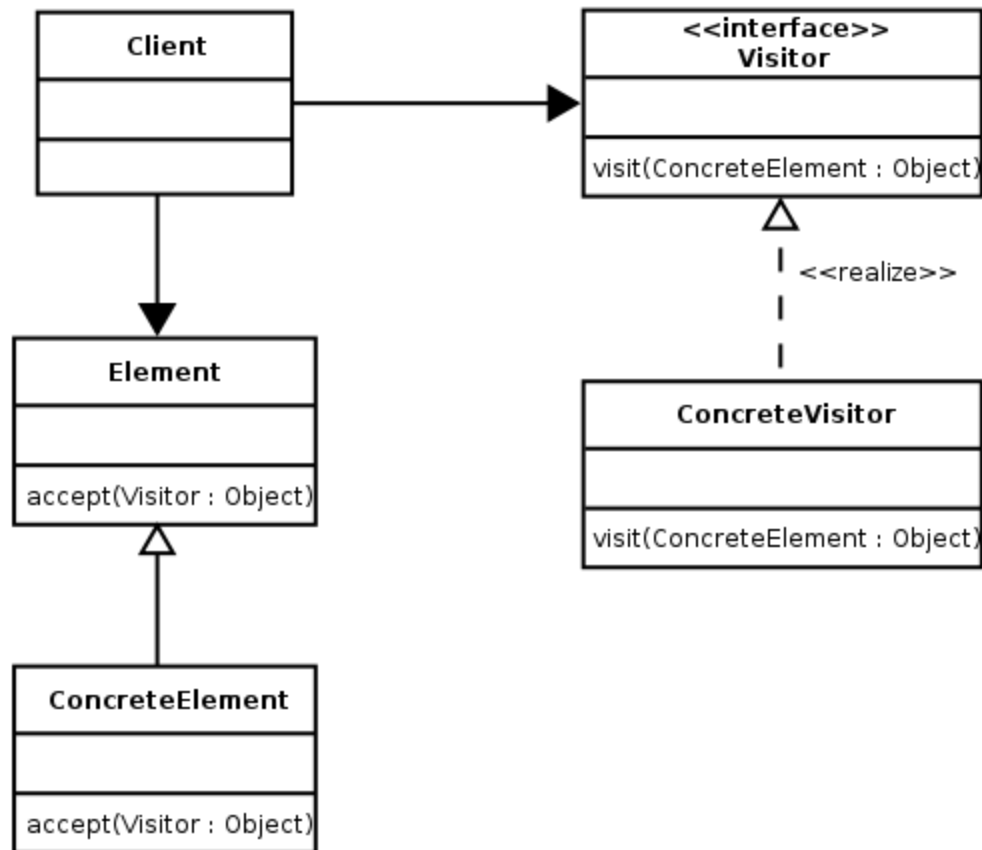 Client
<<interface>>
Visitor
visit(ConcreteElement : Object)
<<realize>>
Element
accept(Visitor : Object)
ConcreteVisitor
visit(ConcreteElement : Object)
ConcreteElement
accept(Visitor : Object)